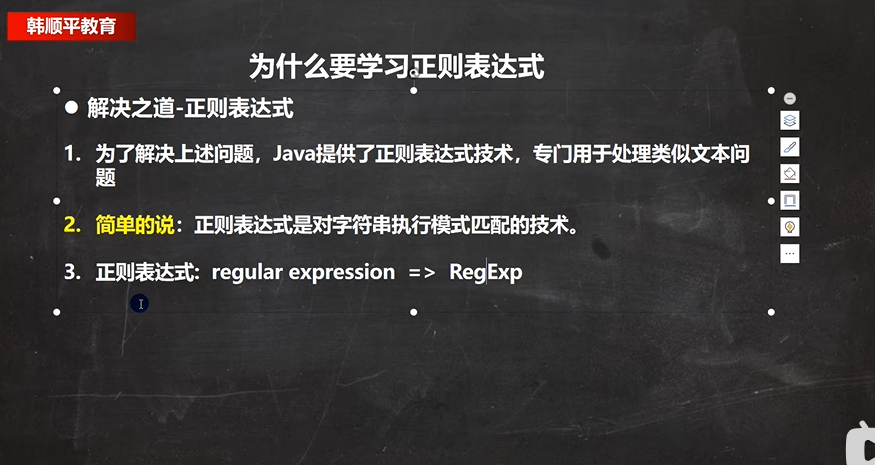 韩顺平教育
为什么要学习正则表达式
● 解决之道-正则表达式
1. 为了解决上述问题，Java提供了正则表达式技术，专门用于处理类似文本问
题
2. 简单的说：正则表达式是对字符串执行模式匹配的技术。
3. 正则表达式: regular expression => RegExp